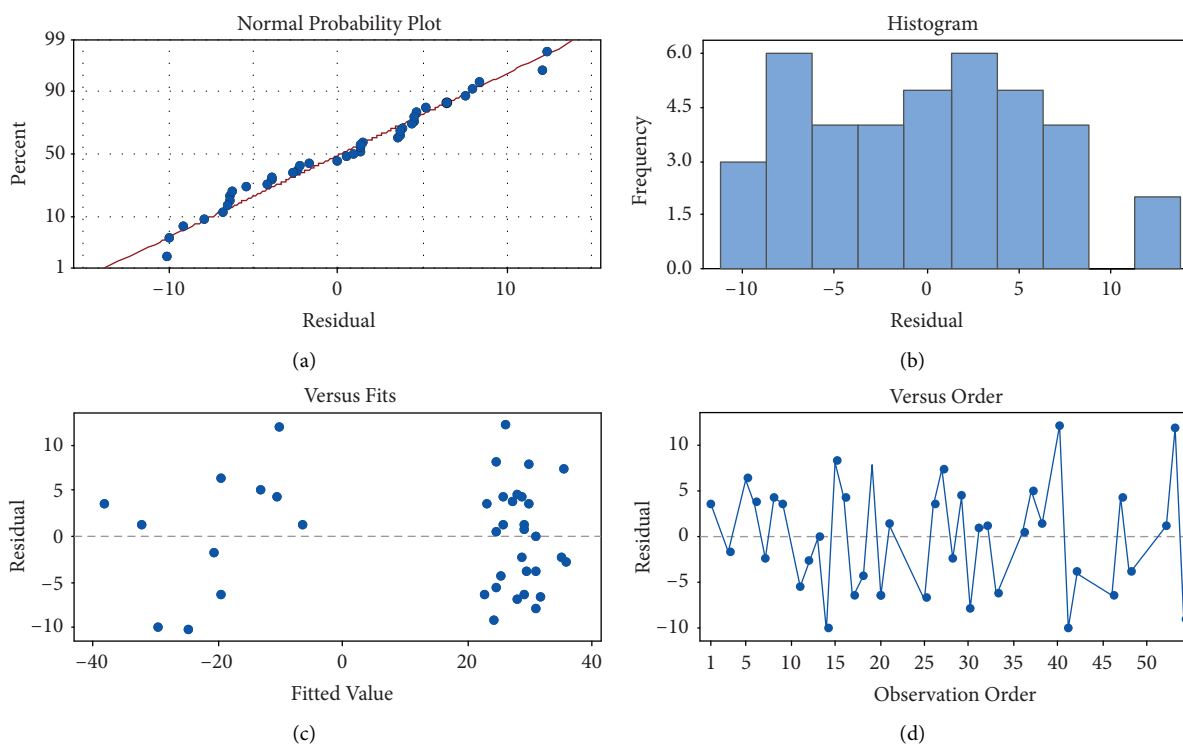 Normal Probability Plot
99
90
50
10
1
Percent
−10
0
10
Residual
(a)
Histogram
6.0
4.5
3.0
1.5
0.0
Frequency
−10
−5
0
5
10
Residual
(b)
Versus Fits
10
5
0
−5
−10
Residual
−40
−20
0
20
40
Fitted Value
(c)
Versus Order
10
5
0
−5
−10
Residual
1
5
10
15
20
25
30
35
40
45
50
Observation Order
(d)